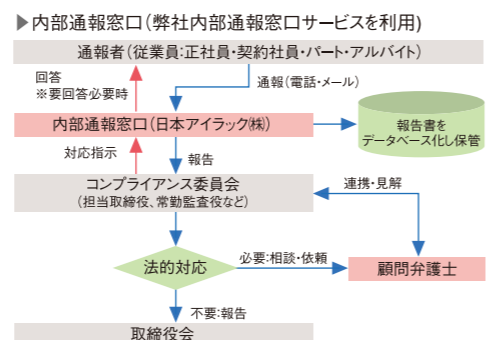 ▶内部通報窓口(弊社内部通報窓口サービスを利用)
通報者(従業員:正社員・契約社員・パート・アルバイト)
回答
※要回答必要時
通報(電話・メール)
内部通報窓口(日本アイラック㈱)
報告書を
データベース化し保管
対応指示
報告
コンプライアンス委員会
(担当取締役、常勤監査役など)
連携・見解
法的対応
必要:相談・依頼
顧問弁護士
不要:報告
取締役会